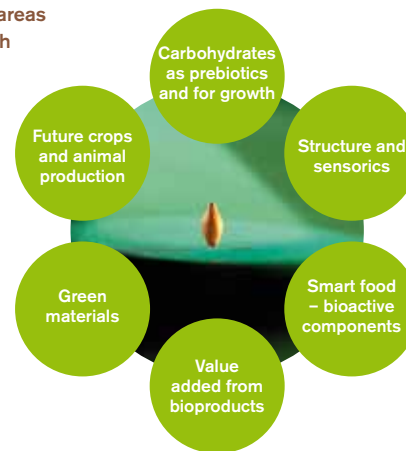 areas
h
Carbohydrates
as prebiotics
and for growth
Future crops
and animal
production
Structure and
sensorics
Green
materials
Smart food
– bioactive
components
Value
added from
bioproducts